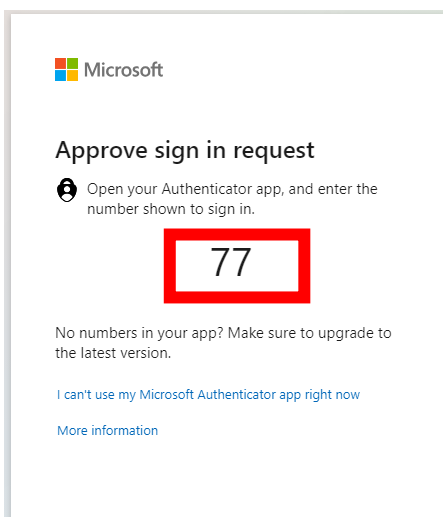 Microsoft
Approve sign in request
Open your Authenticator app, and enter the
number shown to sign in.
77
No numbers in your app? Make sure to upgrade to
the latest version.
I can't use my Microsoft Authenticator app right now
More information